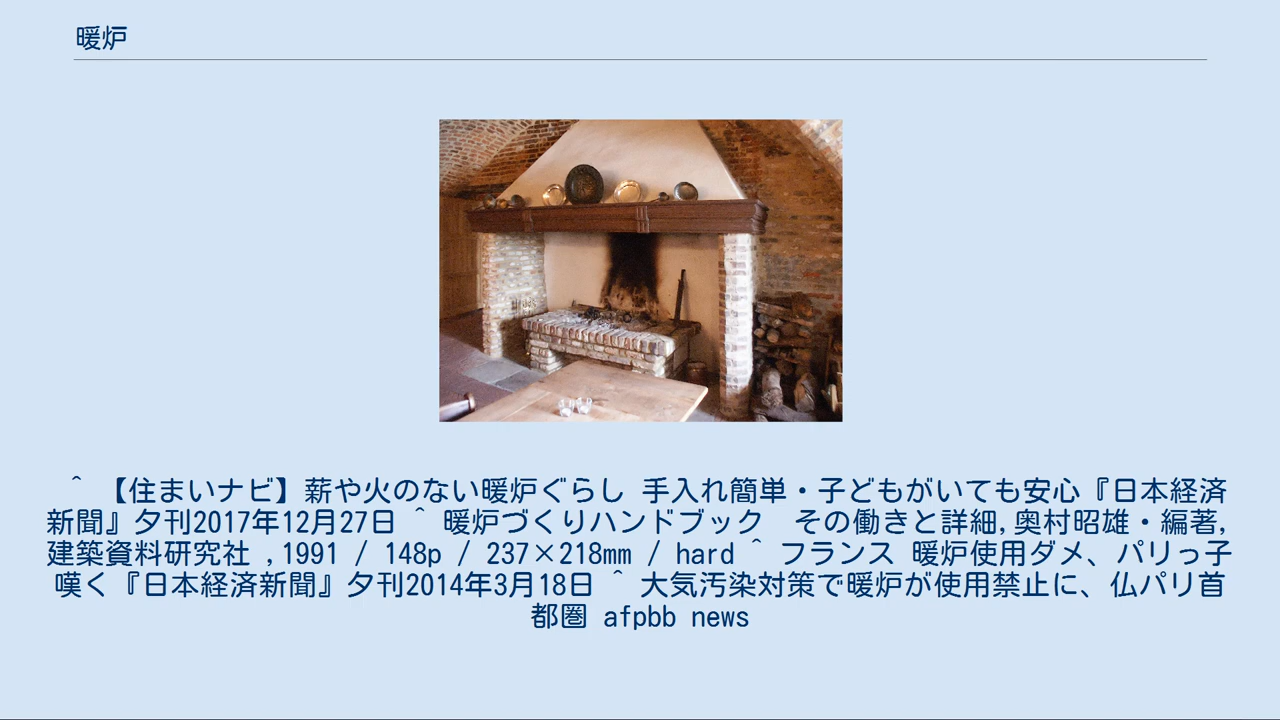 暖炉
^ 【住まいナビ】薪や火のない暖炉ぐらし 手入れ簡単・子どもがいても安心『日本経済
新聞』夕刊2017年12月27日 ^ 暖炉づくりハンドブック　その働きと詳細,奥村昭雄・編著,
建築資料研究社 ,1991 / 148p / 237×218mm / hard ^ フランス 暖炉使用ダメ、パリっ子
嘆く『日本経済新聞』夕刊2014年3月18日 ^ 大気汚染対策で暖炉が使用禁止に、仏パリ首
都圏 afpbb news